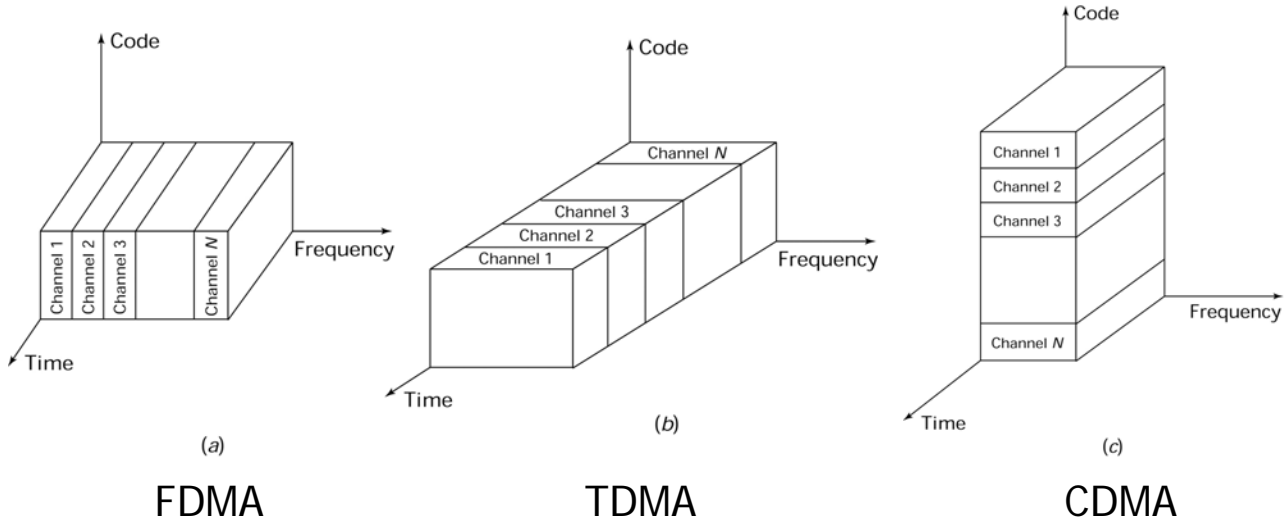 Code
Channel 1
Channel 2
Channel 3
Channel N
Frequency
Time
(a)
FDMA
Code
Channel N
Channel 3
Channel 2
Channel 1
Frequency
Time
(b)
TDMA
Code
Channel 1
Channel 2
Channel 3
Channel N
Frequency
Time
(c)
CDMA